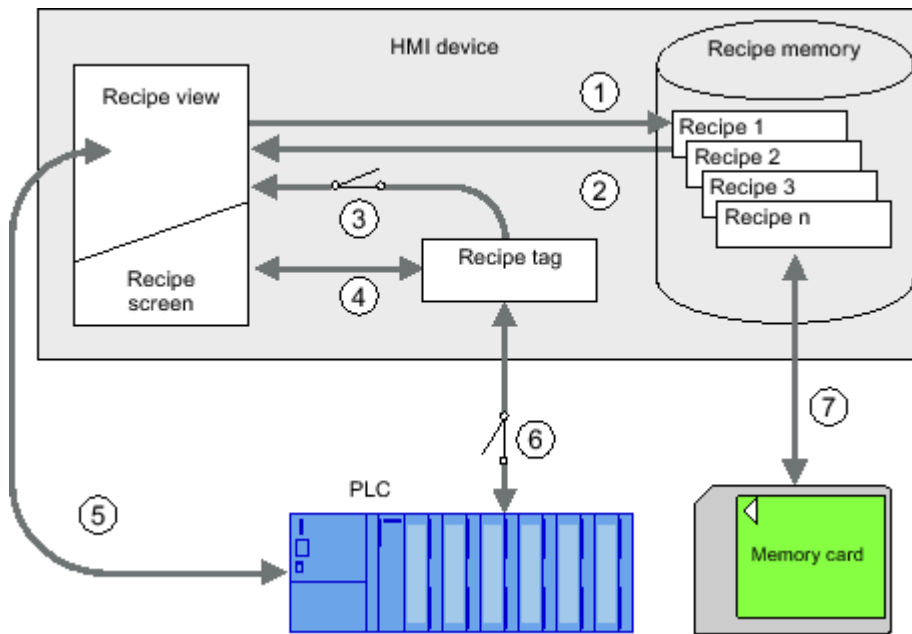 HMI device
Recipe memory
Recipe view
1
Recipe 1
Recipe 2
Recipe 3
Recipe n
2
3
Recipe tag
Recipe
screen
4
7
6
PLC
5
Memory card